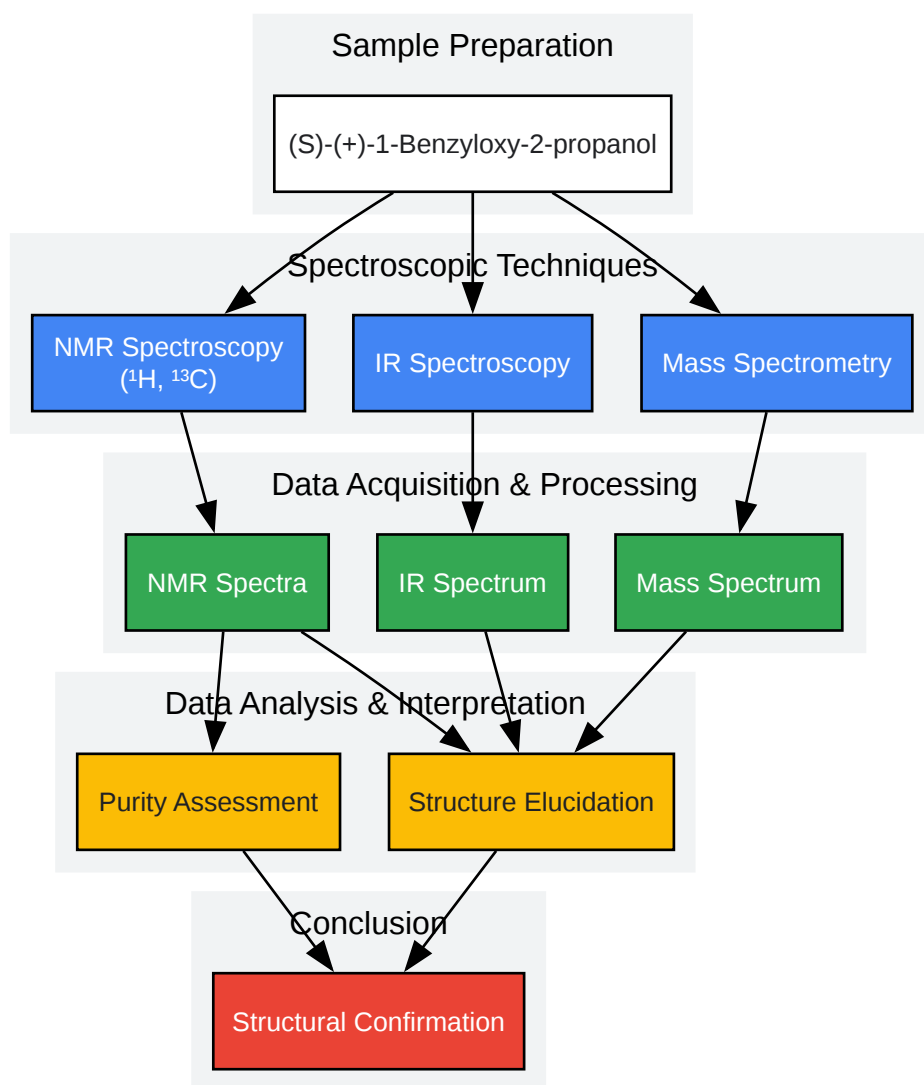 Sample Preparation
(S)-(+)-1-Benzyloxy-2-propanol
Spectroscopic Techniques
NMR Spectroscopy
(¹H, ¹³C)
IR Spectroscopy
Mass Spectrometry
Data Acquisition & Processing
NMR Spectra
IR Spectrum
Mass Spectrum
Data Analysis & Interpretation
Purity Assessment
Structure Elucidation
Conclusion
Structural Confirmation